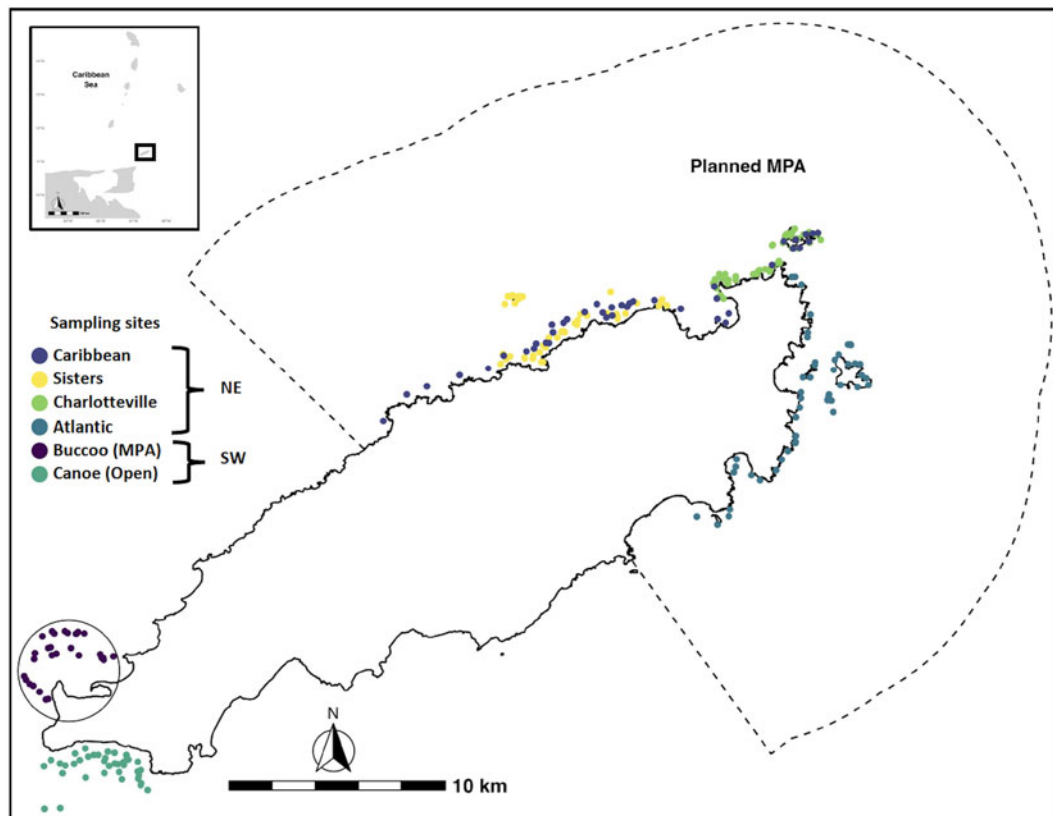 Caribbean
Sea
Planned MPA
Sampling sites
Caribbean
Sisters
Charlotteville
Atlantic
NE
Buccoo (MPA)
Canoe (Open)
SW
N
10 km